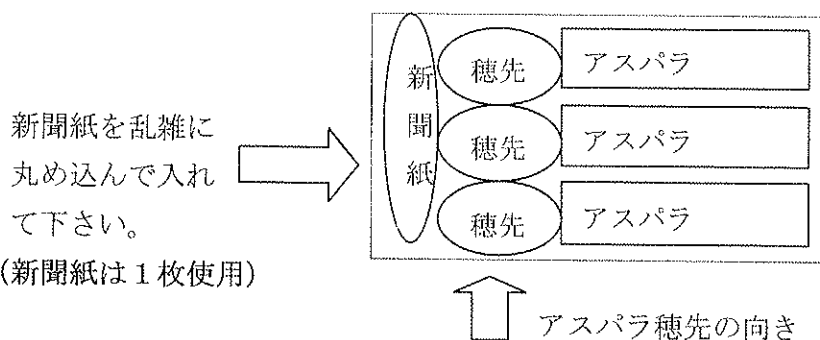 新聞紙を乱雑に
丸め込んで入れ
て下さい。
(新聞紙は1枚使用)
新聞紙
穂先
アスパラ
穂先
アスパラ
穂先
アスパラ
アスパラ穂先の向き